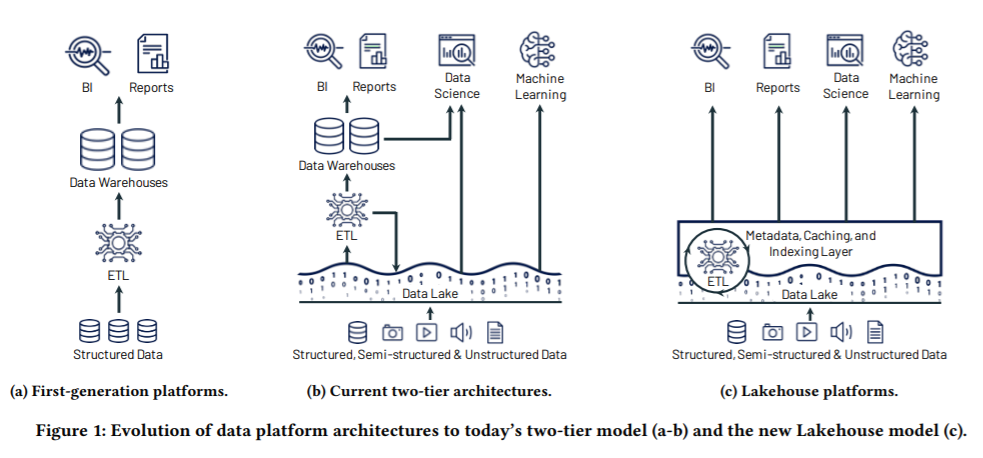 BI
Reports
Data Warehouses
ETL
Structured Data
(a) First-generation platforms.
BI
Reports
Data
Science
Machine
Learning
Data Warehouses
ETL
Data Lake
Structured, Semi-structured & Unstructured Data
(b) Current two-tier architectures.
BI
Reports
Data
Science
Machine
Learning
Metadata, Caching, and
Indexing Layer
ETL
Data Lake
Structured, Semi-structured & Unstructured Data
(c) Lakehouse platforms.
Figure 1: Evolution of data platform architectures to today's two-tier model (a-b) and the new Lakehouse model (c).